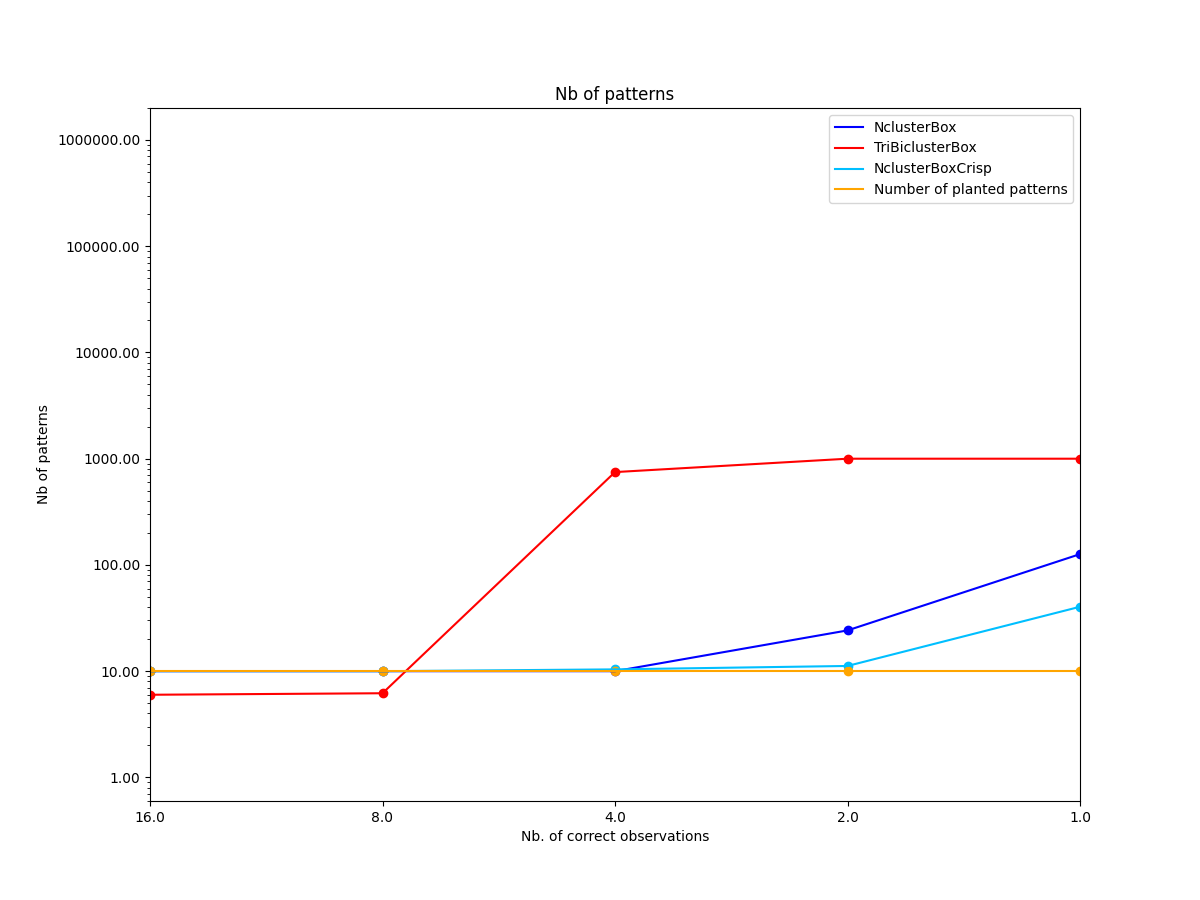 Nb of patterns
NclusterBox
TriBiclusterBox
NclusterBoxCrisp
Number of planted patterns
Nb of patterns
1000000.00
100000.00
10000.00
1000.00
100.00
10.00
1.00
16.0 8.0 4.0 2.0 1.0
Nb. of correct observations